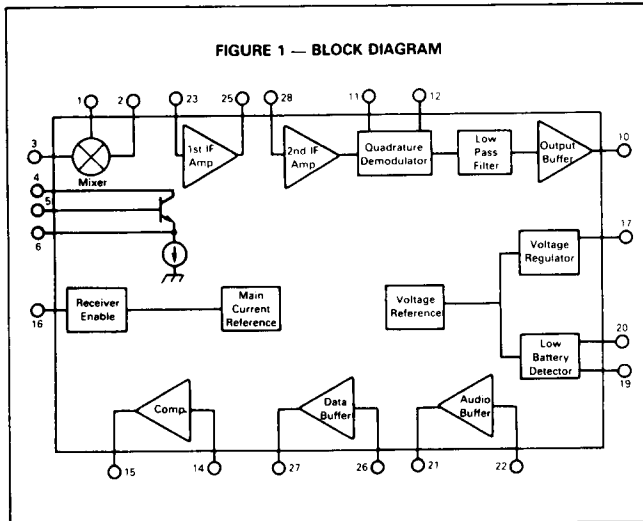 FIGURE 1 — BLOCK DIAGRAM
1
2
23
25
28
11
12
3
Mixer
1st IF
Amp
2nd IF
Amp
Quadrature
Demodulator
Low
Pass
Filter
Output
Buffer
10
4
5
6
17
Voltage
Regulator
16
Receiver
Enable
Main
Current
Reference
Voltage
Reference
20
Low
Battery
Detector
19
Comp.
Data
Buffer
Audio
Buffer
15
14
27
26
21
22